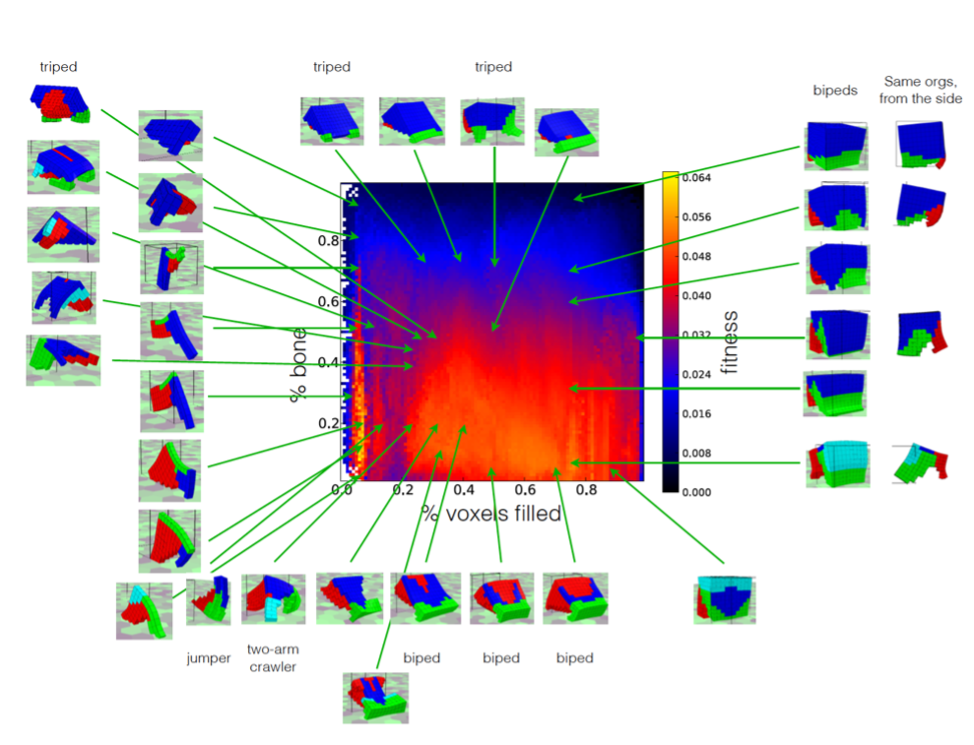 triped
triped
triped
bipeds
Same orgs,
from the side
0.064
0.056
0.048
0.040
0.032
0.024
0.016
0.008
0.000
fitness
% bone
0.8
0.6
0.4
0.2
0.0
0.2
0.4
0.6
0.8
% voxels filled
jumper
two-arm
crawler
biped
biped
biped